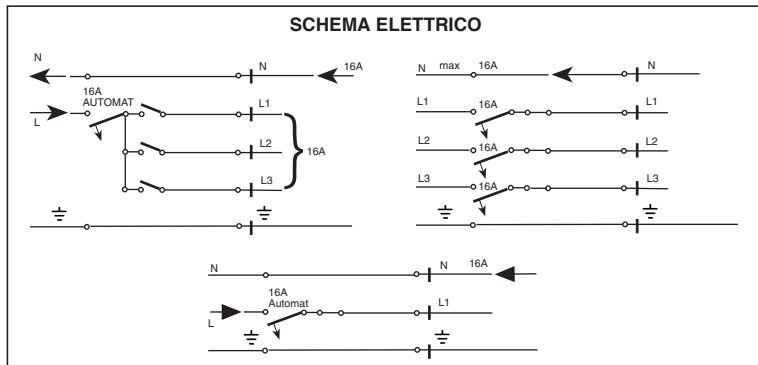 SCHEMA ELETTRICO
N N 16A
16A
AUTOMAT
L
L1
L2
L3
16A
N max 16A N
L1 16A L1
L2 16A L2
L3 16A L3
N N 16A
16A
Automat
L
L1